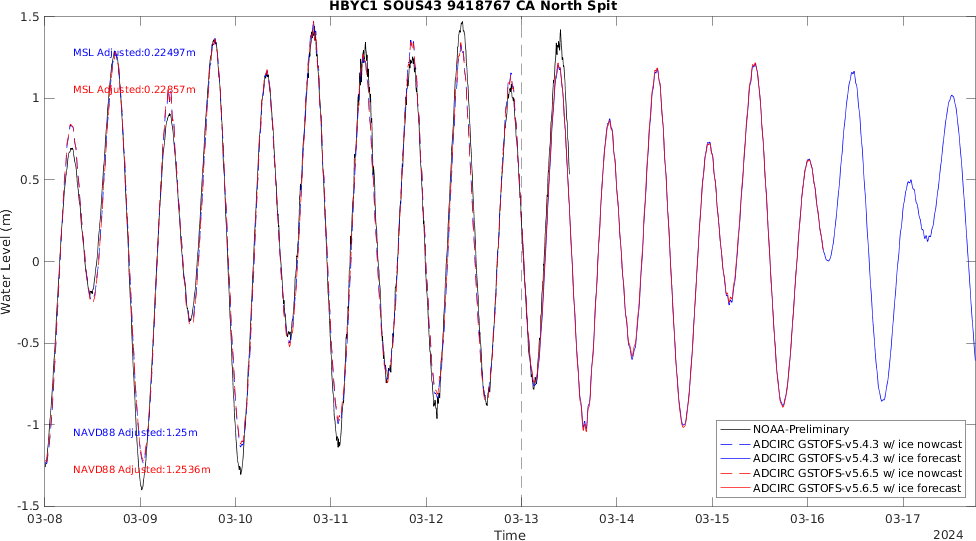 HBYC1 SOUS43 9418767 CA North Spit
1.5
1
0.5
0
-0.5
-1
-1.5
Water Level (m)
MSL Adjusted:0.22497m
MSL Adjusted:0.22857m
NAVD88 Adjusted:1.25m
NAVD88 Adjusted:1.2536m
NOAA-Preliminary
ADCIRC GSTOFS-v5.4.3 w/ ice nowcast
ADCIRC GSTOFS-v5.4.3 w/ ice forecast
ADCIRC GSTOFS-v5.6.5 w/ ice nowcast
ADCIRC GSTOFS-v5.6.5 w/ ice forecast
03-08 03-09 03-10 03-11 03-12 03-13 03-14 03-15 03-16 03-17
Time
2024